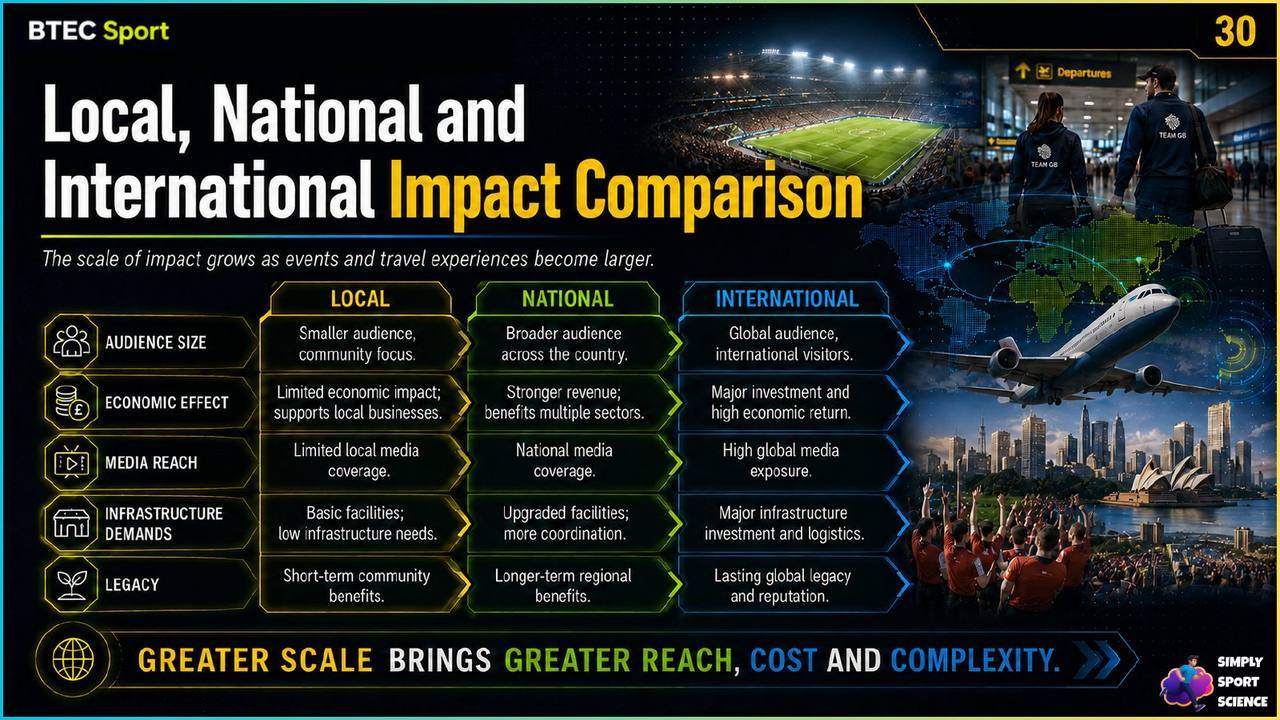 BTEC Sport
30
Departures
TEAM GB
TEAM GB
Local, National and
International Impact Comparison
The scale of impact grows as events and travel experiences become larger.
LOCAL
NATIONAL
INTERNATIONAL
AUDIENCE SIZE
Smaller audience,
community focus.
Broader audience
across the country.
Global audience,
international visitors.
ECONOMIC EFFECT
Limited economic impact;
supports local businesses.
Stronger revenue;
benefits multiple sectors.
Major investment and
high economic return.
MEDIA REACH
Limited local media
coverage.
National media
coverage.
High global media
exposure.
INFRASTRUCTURE
DEMANDS
Basic facilities;
low infrastructure needs.
Upgraded facilities;
more coordination.
Major infrastructure
investment and logistics.
LEGACY
Short-term community
benefits.
Longer-term regional
benefits.
Lasting global legacy
and reputation.
GREATER SCALE BRINGS GREATER REACH, COST AND COMPLEXITY.
SIMPLY
SPORT
SCIENCE